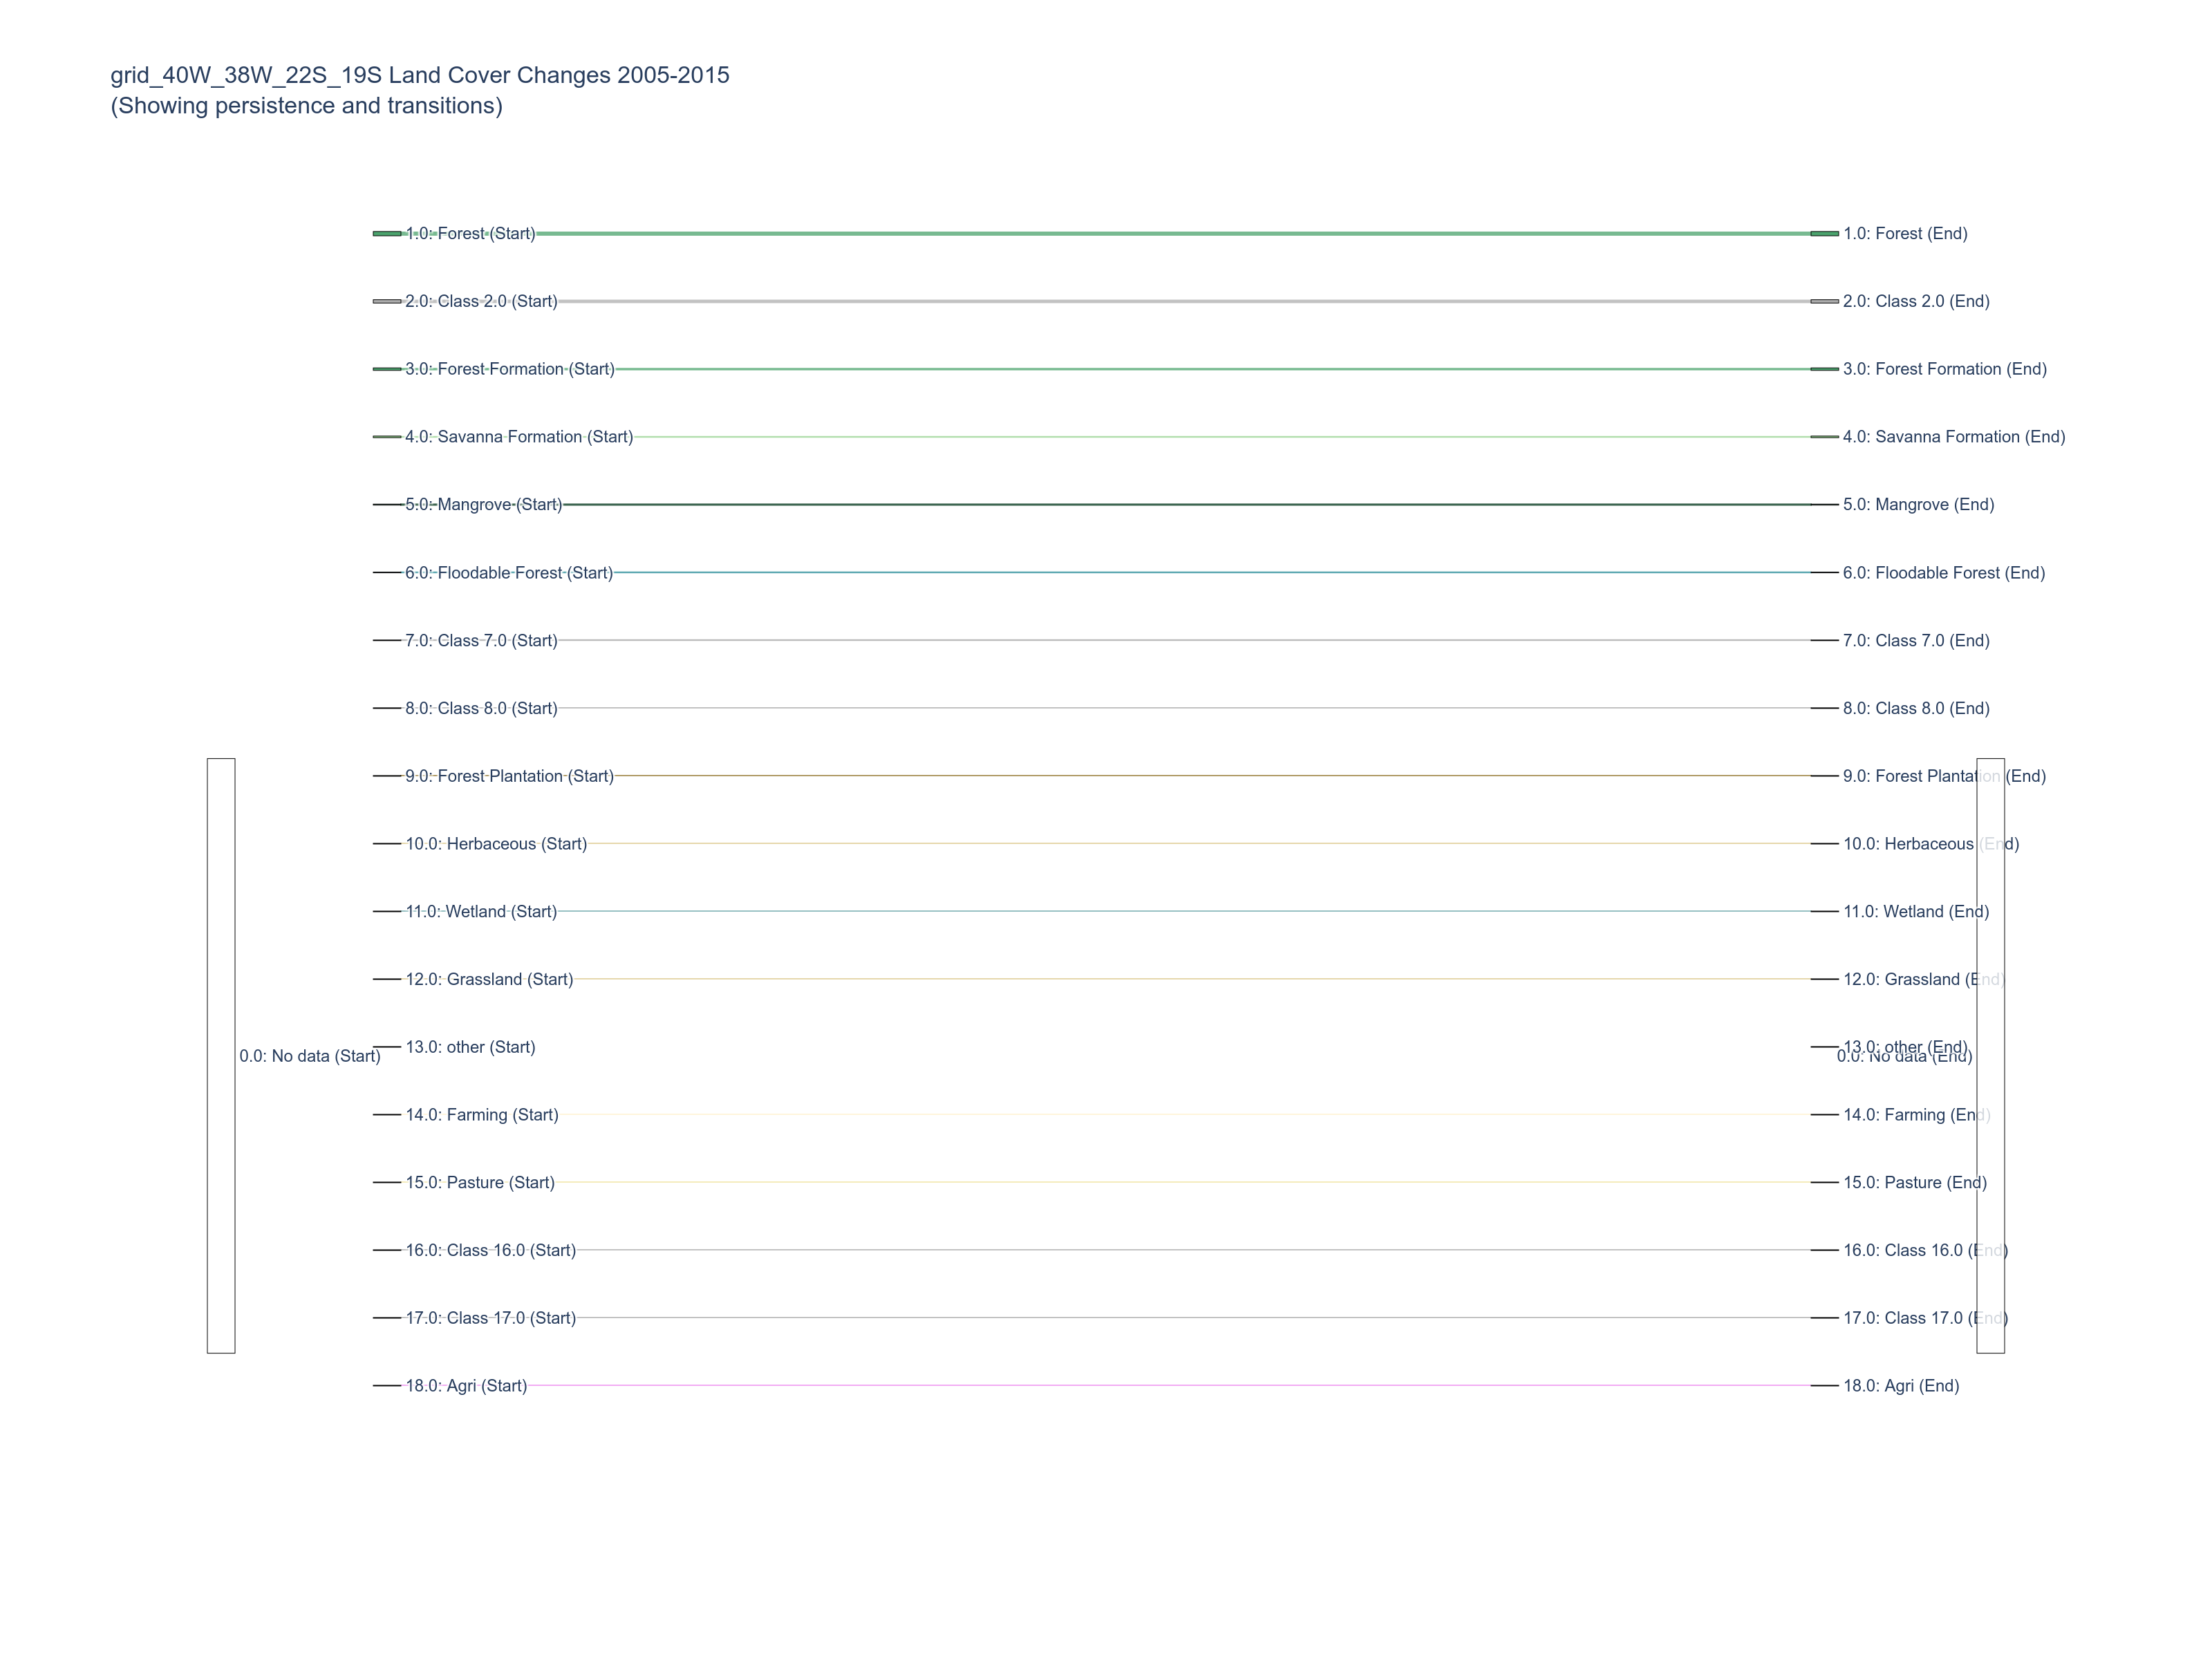 grid_40W_38W_22S_19S Land Cover Changes 2005-2015
(Showing persistence and transitions)
1.0: Forest (Start)
1.0: Forest (End)
2.0: Class 2.0 (Start)
2.0: Class 2.0 (End)
3.0: Forest Formation (Start)
3.0: Forest Formation (End)
4.0: Savanna Formation (Start)
4.0: Savanna Formation (End)
5.0: Mangrove (Start)
5.0: Mangrove (End)
6.0: Floodable Forest (Start)
6.0: Floodable Forest (End)
7.0: Class 7.0 (Start)
7.0: Class 7.0 (End)
8.0: Class 8.0 (Start)
8.0: Class 8.0 (End)
9.0: Forest Plantation (Start)
9.0: Forest Plantation (End)
10.0: Herbaceous (Start)
10.0: Herbaceous (End)
11.0: Wetland (Start)
11.0: Wetland (End)
12.0: Grassland (Start)
12.0: Grassland (End)
13.0: other (Start)
13.0: other (End)
0.0: No data (Start)
0.0: No data (End)
14.0: Farming (Start)
14.0: Farming (End)
15.0: Pasture (Start)
15.0: Pasture (End)
16.0: Class 16.0 (Start)
16.0: Class 16.0 (End)
17.0: Class 17.0 (Start)
17.0: Class 17.0 (End)
18.0: Agri (Start)
18.0: Agri (End)